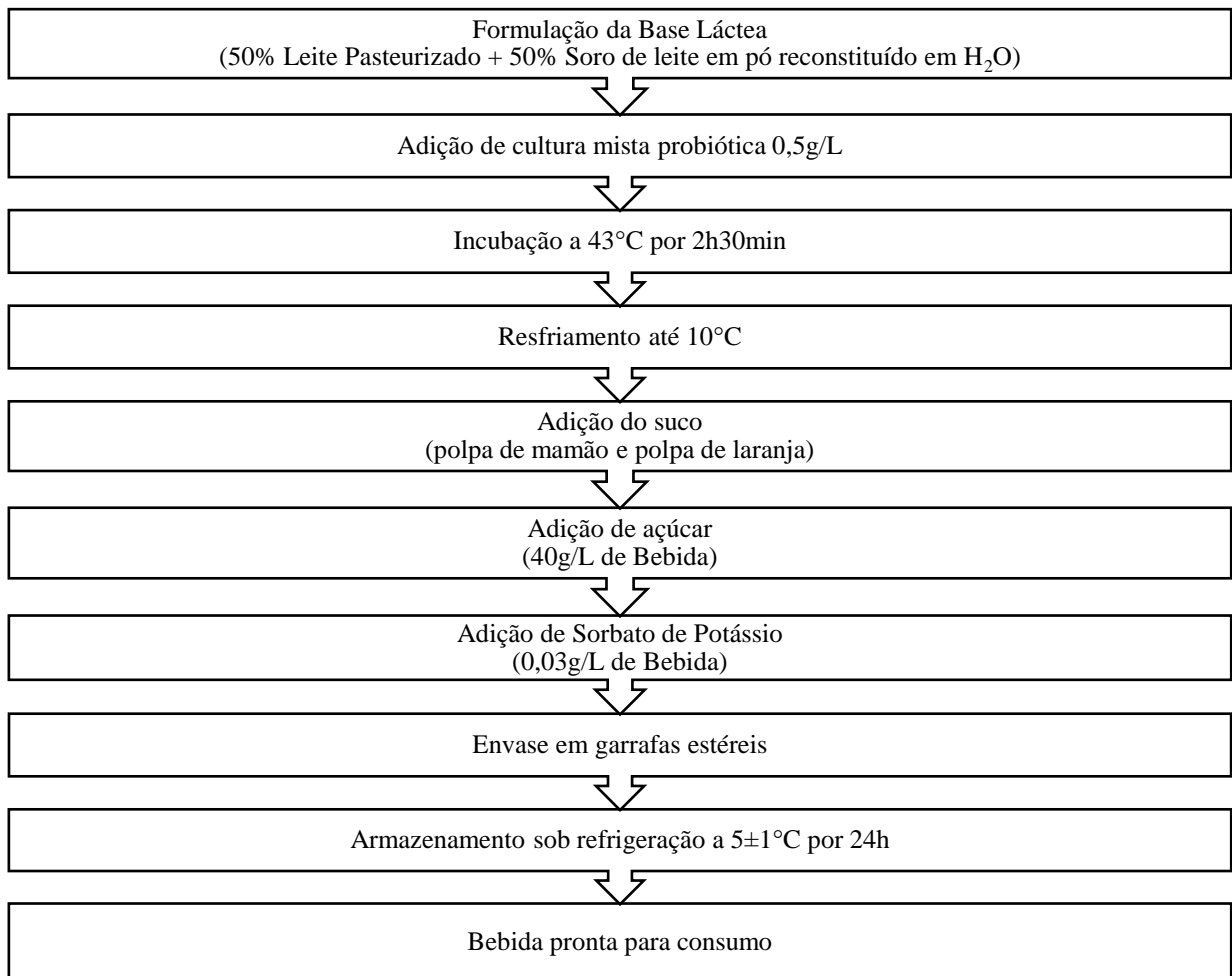 Formulação da Base Láctea
(50% Leite Pasteurizado + 50% Soro de leite em pó reconstituído em H₂O)
Adição de cultura mista probiótica 0,5g/L
Incubação a 43°C por 2h30min
Resfriamento até 10°C
Adição do suco
(polpa de mamão e polpa de laranja)
Adição de açúcar
(40g/L de Bebida)
Adição de Sorbato de Potássio
(0,03g/L de Bebida)
Envase em garrafas estéreis
Armazenamento sob refrigeração a 5±1°C por 24h
Bebida pronta para consumo